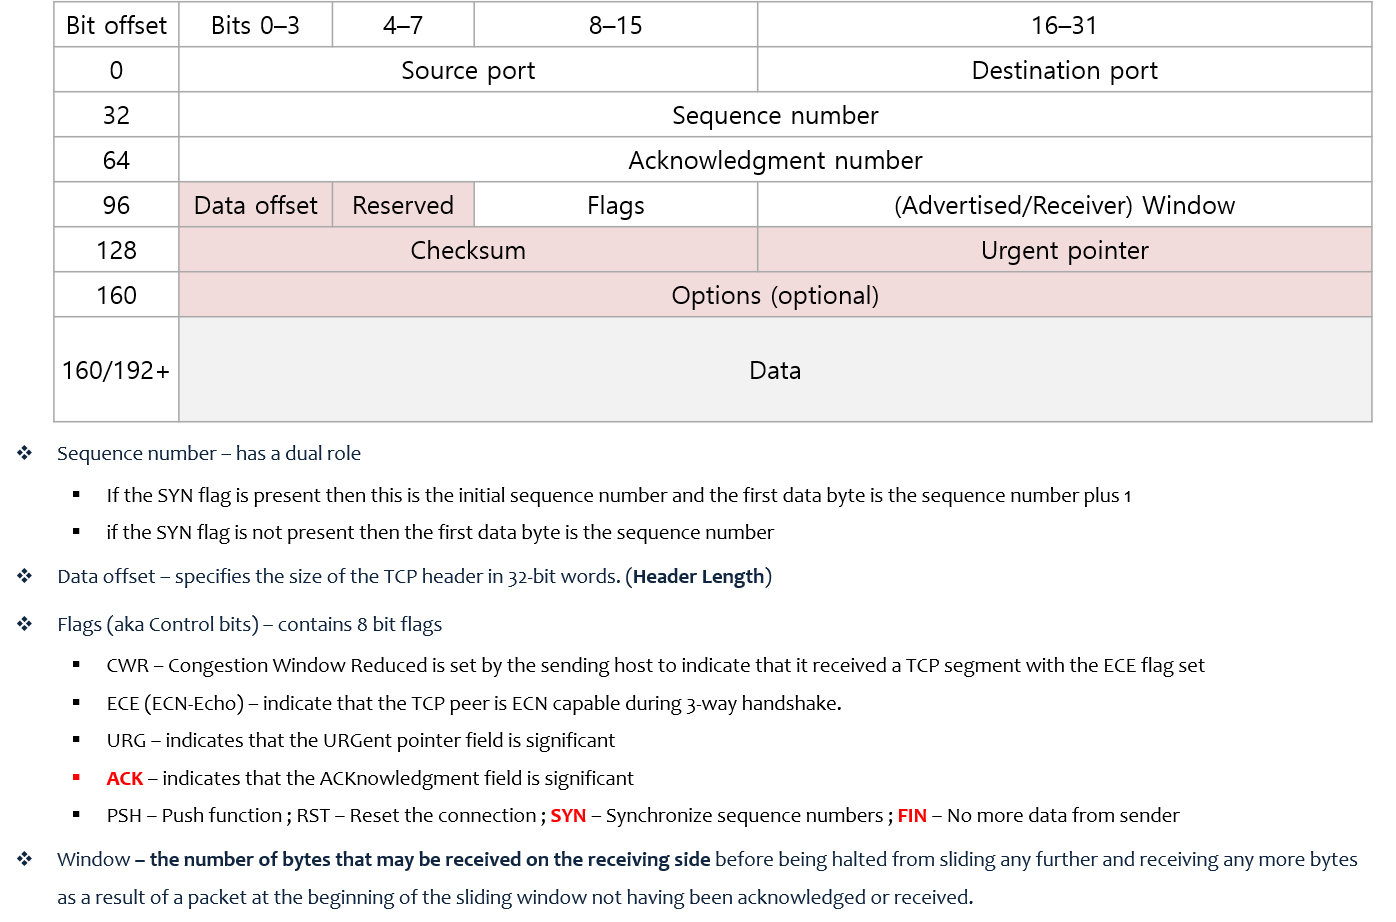 Bit offset Bits 0–3 4–7 8–15 16–31
0 Source port Destination port
32 Sequence number
64 Acknowledgment number
96 Data offset Reserved Flags (Advertised/Receiver) Window
128 Checksum Urgent pointer
160 Options (optional)
160/192+ Data
❖ Sequence number – has a dual role
▪ If the SYN flag is present then this is the initial sequence number and the first data byte is the sequence number plus 1
▪ if the SYN flag is not present then the first data byte is the sequence number
❖ Data offset – specifies the size of the TCP header in 32-bit words. (Header Length)
❖ Flags (aka Control bits) – contains 8 bit flags
▪ CWR – Congestion Window Reduced is set by the sending host to indicate that it received a TCP segment with the ECE flag set
▪ ECE (ECN-Echo) – indicate that the TCP peer is ECN capable during 3-way handshake.
▪ URG – indicates that the URGent pointer field is significant
▪ ACK – indicates that the ACKnowledgment field is significant
▪ PSH – Push function ; RST – Reset the connection ; SYN – Synchronize sequence numbers ; FIN – No more data from sender
❖ Window – the number of bytes that may be received on the receiving side before being halted from sliding any further and receiving any more bytes
as a result of a packet at the beginning of the sliding window not having been acknowledged or received.